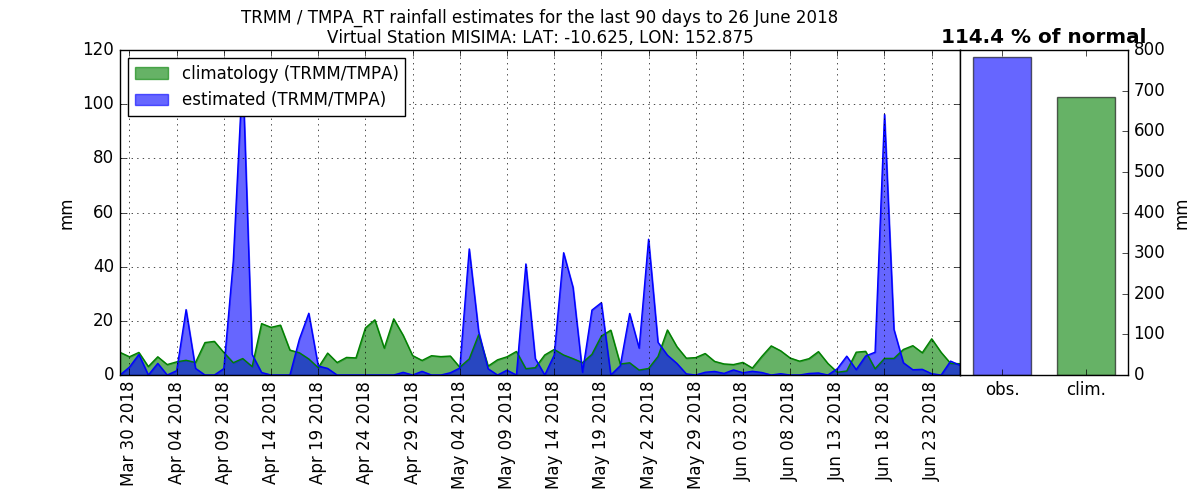 TRMM / TMPA_RT rainfall estimates for the last 90 days to 26 June 2018
Virtual Station MISIMA: LAT: -10.625, LON: 152.875
114.4 % of normal
climatology (TRMM/TMPA)
estimated (TRMM/TMPA)
120
100
80
60
40
20
0
mm
800
700
600
500
400
300
200
100
0
mm
Mar 30 2018
Apr 04 2018
Apr 09 2018
Apr 14 2018
Apr 19 2018
Apr 24 2018
Apr 29 2018
May 04 2018
May 09 2018
May 14 2018
May 19 2018
May 24 2018
May 29 2018
Jun 03 2018
Jun 08 2018
Jun 13 2018
Jun 18 2018
Jun 23 2018
obs.
clim.